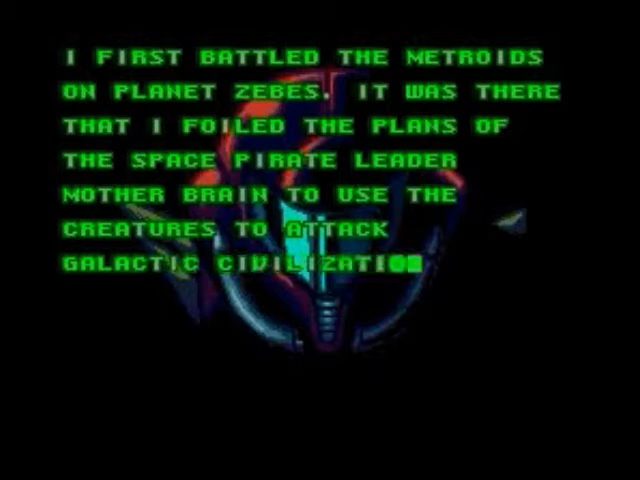 I FIRST BATTLED THE METROIDS
ON PLANET ZEBES. IT WAS THERE
THAT I FOILED THE PLANS OF
THE SPACE PIRATE LEADER
MOTHER BRAIN TO USE THE
CREATURES TO ATTACK
GALACTIC CIVILIZATIO